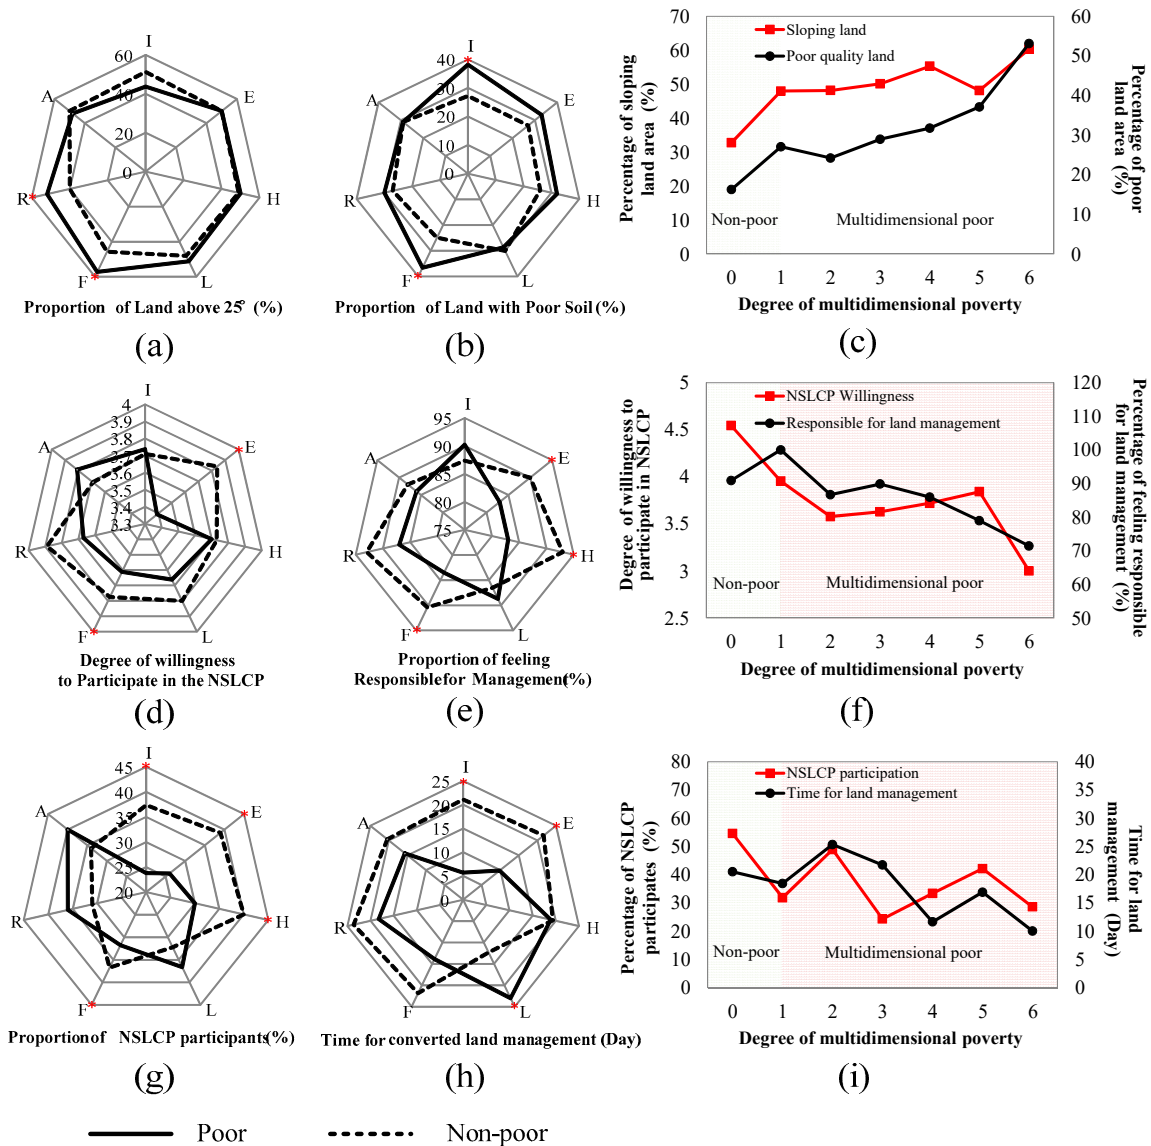 I
60
40
20
0
A
E
R*
H
F*
L
Proportion of Land above 25° (%)
(a)
I
*
40
30
20
10
0
A
E
R
H
F
*
L
Proportion of Land with Poor Soil (%)
(b)
70
60
50
40
30
20
10
0
60
50
40
30
20
10
0
Percentage of sloping
land area (%)
Sloping land
Poor quality land
Non-poor
Multidimensional poor
Percentage of poor
land area (%)
0 1 2 3 4 5 6
Degree of multidimensional poverty
(c)
I
4
3.9
3.8
3.7
3.6
3.5
3.4
3.3
A
*E
R
H
F*
L
Degree of willingness
to Participate in the NSLCP
(d)
I
95
90
85
80
75
A
*E
R
*H
F*
L
Proportion of feeling
Responsible for Management (%)
(e)
5
4.5
4
3.5
3
2.5
120
110
100
90
80
70
60
50
Degree of willingness to
participate in NSLCP
NSLCP Willingness
Responsible for land management
Non-poor
Multidimensional poor
Percentage of feeling responsible
for land management (%)
0 1 2 3 4 5 6
Degree of multidimensional poverty
(f)
I
*
45
40
35
30
25
20
A
*E
R
H
*
F
*
L
Proportion of NSLCP participants (%)
(g)
I
*
25
20
15
10
5
0
A
*E
R
H
F
L
*
Time for converted land management (Day)
(h)
80
70
60
50
40
30
20
10
0
40
35
30
25
20
15
10
5
0
Percentage of NSLCP
participates (%)
NSLCP participation
Time for land management
Non-poor
Multidimensional poor
Time for land
management (Day)
0 1 2 3 4 5 6
Degree of multidimensional poverty
(i)
Poor
Non-poor